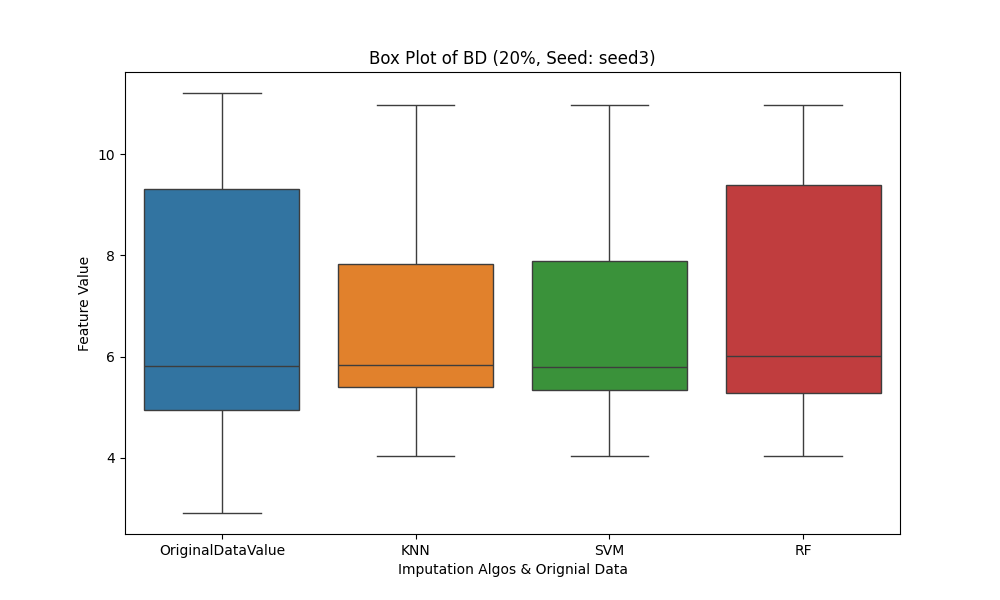 Box Plot of BD (20%, Seed: seed3)
10
8
6
4
Feature Value
OriginalDataValue KNN SVM RF
Imputation Algos & Orignial Data